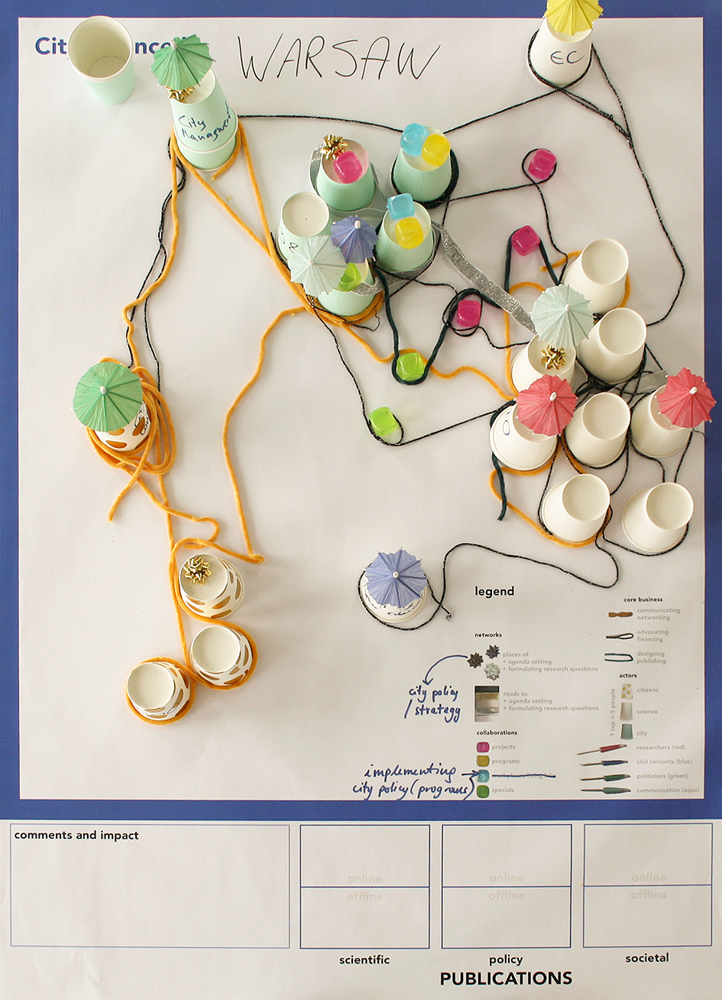 WARSAW
EC
City
Managment
legend
core business
communicating
networking
advocating
financing
designing
publishing
networks
places of
• agenda setting
• formulating research questions
city policy
/ strategy
roads to
• agenda setting
• formulating research questions
actors
1 cup = 5 people
citizens
science
city
collaborations
projects
programs
implementing
city policy (programs)
specials
researchers (red)
civil cervants (blue)
politicians (green)
communication (aqua)
comments and impact
online
offline
scientific
online
offline
policy
online
offline
societal
PUBLICATIONS